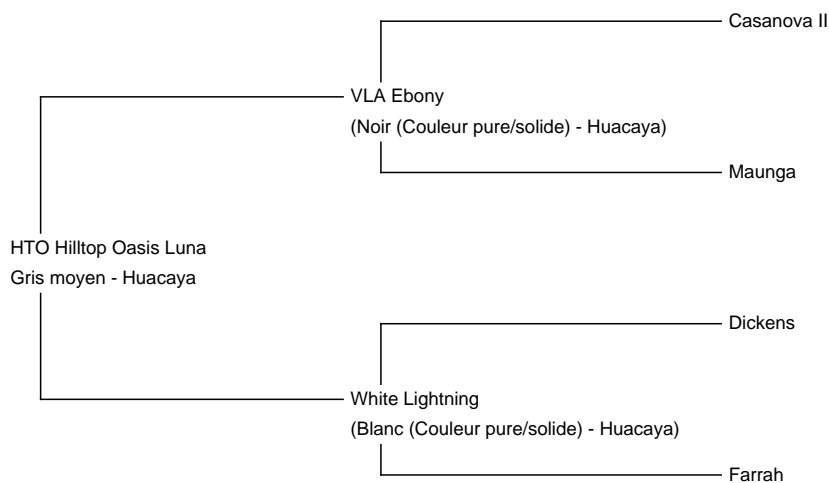 Casanova II
VLA Ebony
(Noir (Couleur pure/solide) - Huacaya)
Maunga
HTO Hilltop Oasis Luna
Gris moyen - Huacaya
Dickens
White Lightning
(Blanc (Couleur pure/solide) - Huacaya)
Farrah